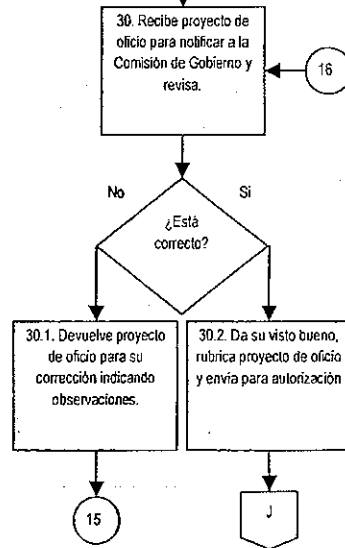 30. Recibe proyecto de
oficio para notificar a la
Comisión de Gobierno y
revisa.
16
No
Si
¿Está
correcto?
30.1. Devuelve proyecto
de oficio para su
corrección indicando
observaciones.
30.2. Da su visto bueno,
rubrica proyecto de oficio
y envía para autorización
15
J